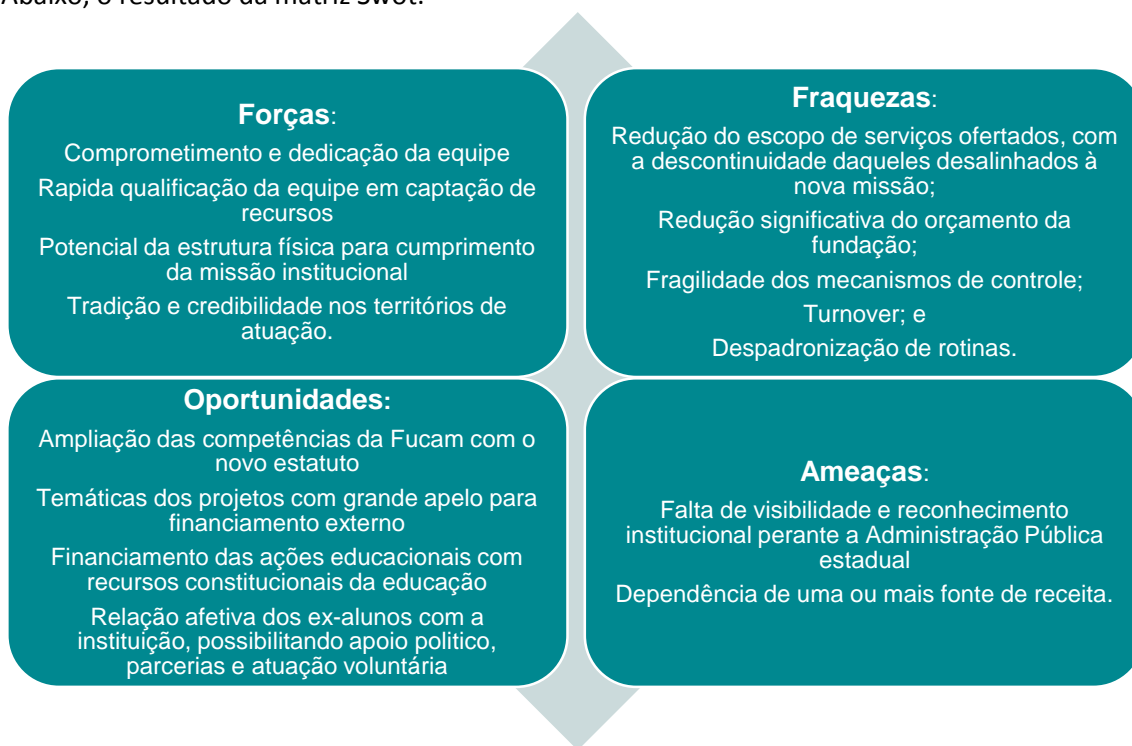 Abaixo, o resultado da matriz Swot:
Forças:
Comprometimento e dedicação da equipe
Rapida qualificação da equipe em captação de
recursos
Potencial da estrutura física para cumprimento
da missão institucional
Tradição e credibilidade nos territórios de
atuação.
Fraquezas:
Redução do escopo de serviços ofertados, com
a descontinuidade daqueles desalinhados à
nova missão;
Redução significativa do orçamento da
fundação;
Fragilidade dos mecanismos de controle;
Turnover; e
Despadronização de rotinas.
Oportunidades:
Ampliação das competências da Fucam com o
novo estatuto
Temáticas dos projetos com grande apelo para
financiamento externo
Financiamento das ações educacionais com
recursos constitucionais da educação
Relação afetiva dos ex-alunos com a
instituição, possibilitando apoio politico,
parcerias e atuação voluntária
Ameaças:
Falta de visibilidade e reconhecimento
institucional perante a Administração Pública
estadual
Dependência de uma ou mais fonte de receita.